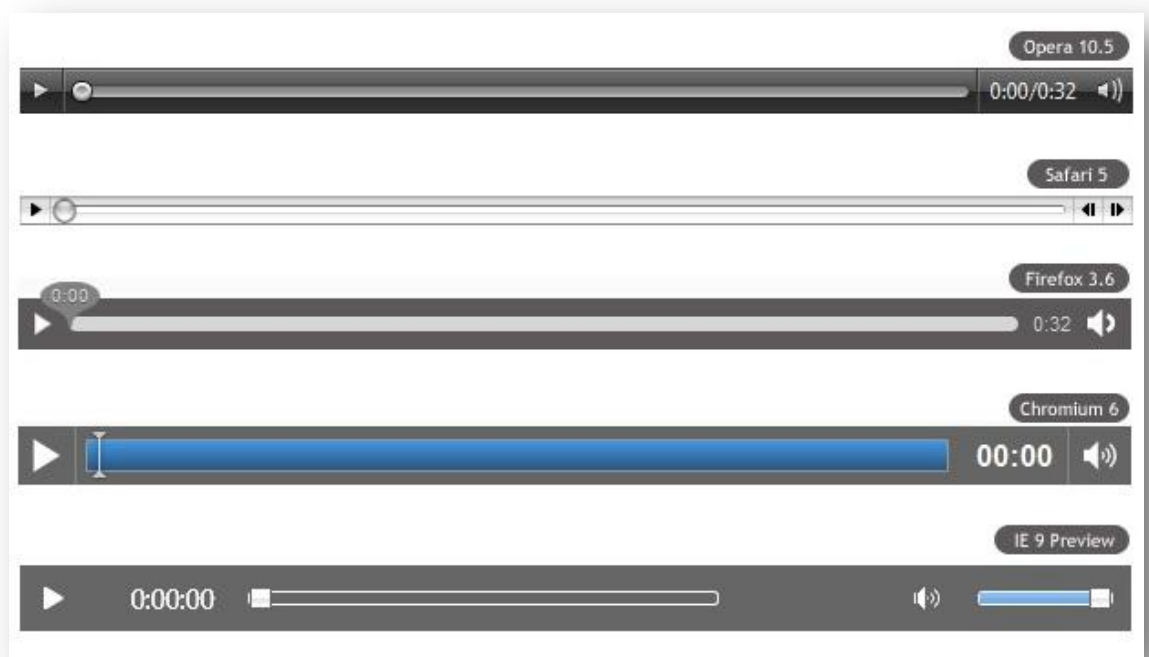 Opera 10.5
0:00/0:32
Safari 5
Firefox 3.6
0:00
0:32
Chromium 6
00:00
IE 9 Preview
0:00:00